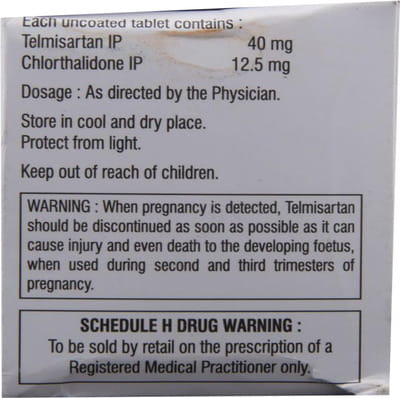 Each uncoated tablet contains :
Telmisartan IP 40 mg
Chlorthalidone IP 12.5 mg
Dosage : As directed by the Physician.
Store in cool and dry place.
Protect from light.
Keep out of reach of children.
WARNING : When pregnancy is detected, Telmisartan
should be discontinued as soon as possible as it can
cause injury and even death to the developing foetus,
when used during second and third trimesters of
pregnancy.
SCHEDULE H DRUG WARNING :
To be sold by retail on the prescription of a
Registered Medical Practitioner only.